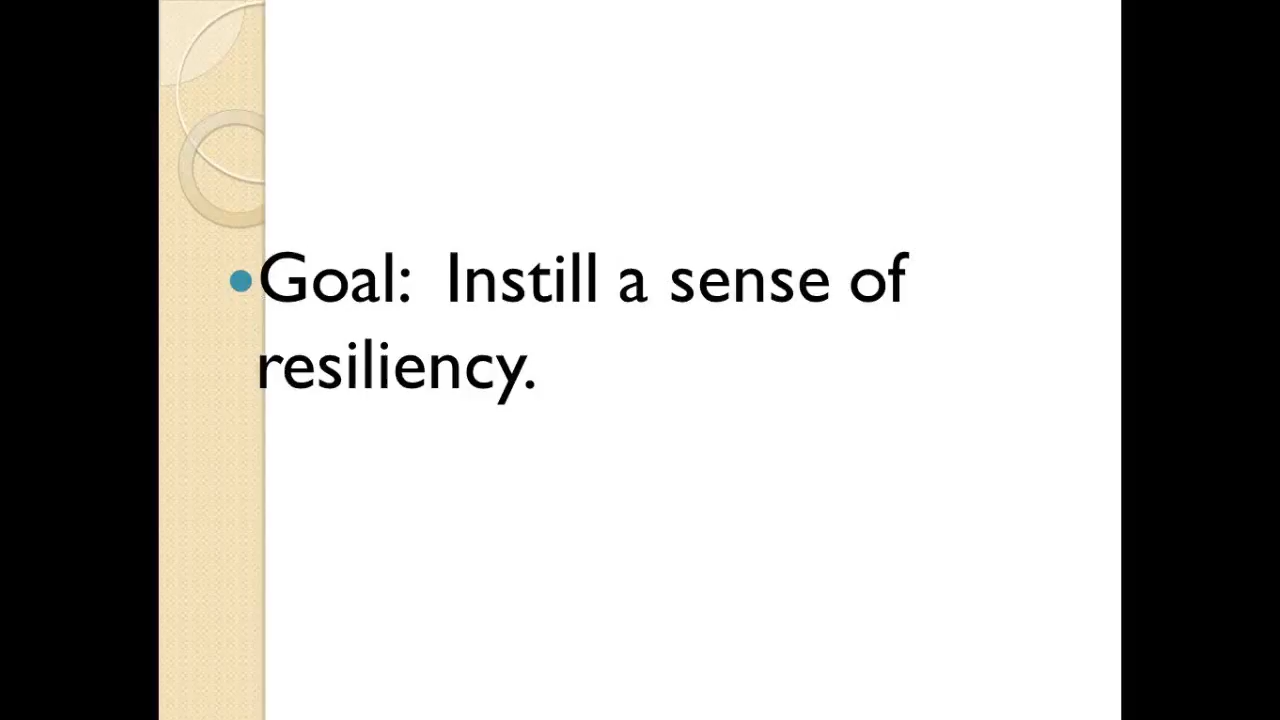 •Goal:  Instill a sense of
resiliency.